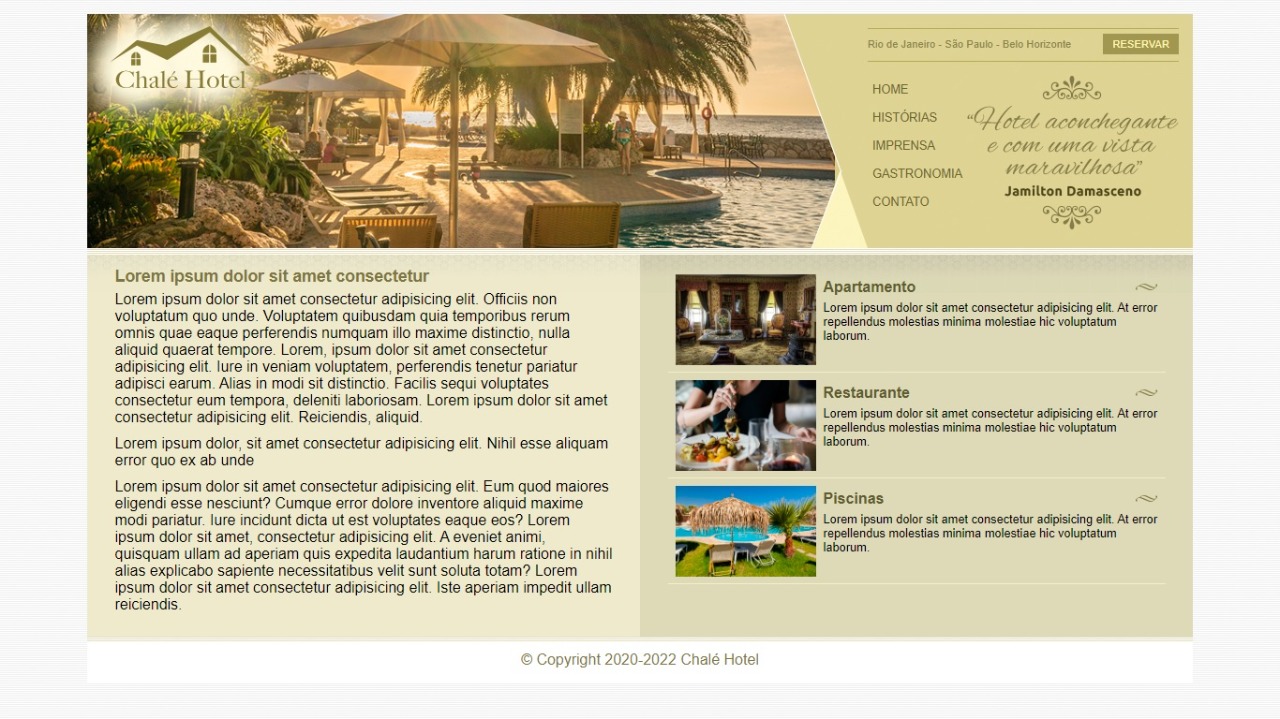 Chalé Hotel
Rio de Janeiro - São Paulo - Belo Horizonte
RESERVAR
HOME
HISTÓRIAS
IMPRENSA
GASTRONOMIA
CONTATO
“Hotel aconchegante
e com uma vista
maravilhosa”
Jamilton Damasceno
Lorem ipsum dolor sit amet consectetur
Lorem ipsum dolor sit amet consectetur adipisicing elit. Officiis non
voluptatum quo unde. Voluptatem quibusdam quia temporibus rerum
omnis quae eaque perferendis numquam illo maxime distinctio, nulla
aliquid quaerat tempore. Lorem, ipsum dolor sit amet consectetur
adipisicing elit. Iure in veniam voluptatem, perferendis tenetur pariatur
adipisci earum. Alias in modi sit distinctio. Facilis sequi voluptates
consectetur eum tempora, deleniti laboriosam. Lorem ipsum dolor sit amet
consectetur adipisicing elit. Reiciendis, aliquid.
Lorem ipsum dolor, sit amet consectetur adipisicing elit. Nihil esse aliquam
error quo ex ab unde
Lorem ipsum dolor sit amet consectetur adipisicing elit. Eum quod maiores
eligendi esse nesciunt? Cumque error dolore inventore aliquid maxime
modi pariatur. Iure incidunt dicta ut est voluptates eaque eos? Lorem
ipsum dolor sit amet, consectetur adipisicing elit. A eveniet animi,
quisquam ullam ad aperiam quis expedita laudantium harum ratione in nihil
alias explicabo sapiente necessitatibus velit sunt soluta totam? Lorem
ipsum dolor sit amet consectetur adipisicing elit. Iste aperiam impedit ullam
reiciendis.
Apartamento
Lorem ipsum dolor sit amet consectetur adipisicing elit. At error
repellendus molestias minima molestiae hic voluptatum
laborum.
Restaurante
Lorem ipsum dolor sit amet consectetur adipisicing elit. At error
repellendus molestias minima molestiae hic voluptatum
laborum.
Piscinas
Lorem ipsum dolor sit amet consectetur adipisicing elit. At error
repellendus molestias minima molestiae hic voluptatum
laborum.
© Copyright 2020-2022 Chalé Hotel